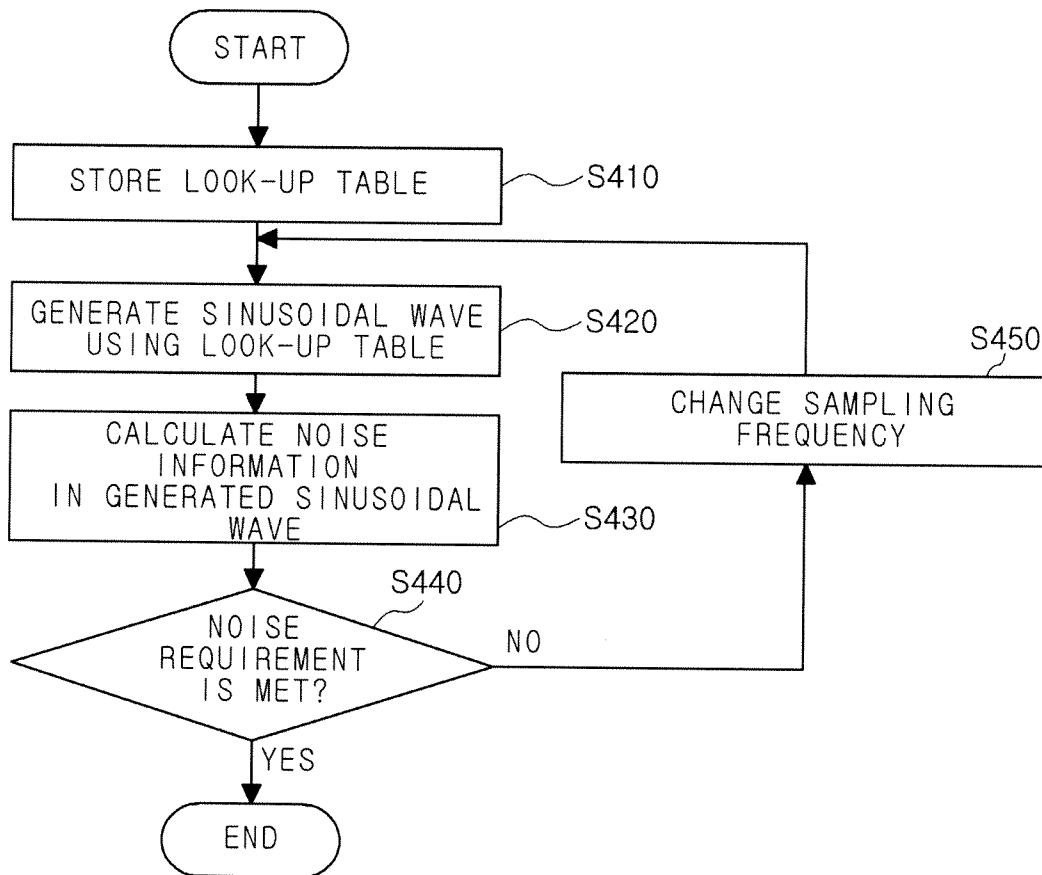 START
STORE LOOK-UP TABLE
S410
GENERATE SINUSOIDAL WAVE
USING LOOK-UP TABLE
S420
S450
CHANGE SAMPLING
FREQUENCY
CALCULATE NOISE
INFORMATION
IN GENERATED SINUSOIDAL
WAVE
S430
S440
NOISE
REQUIREMENT
IS MET?
NO
YES
END